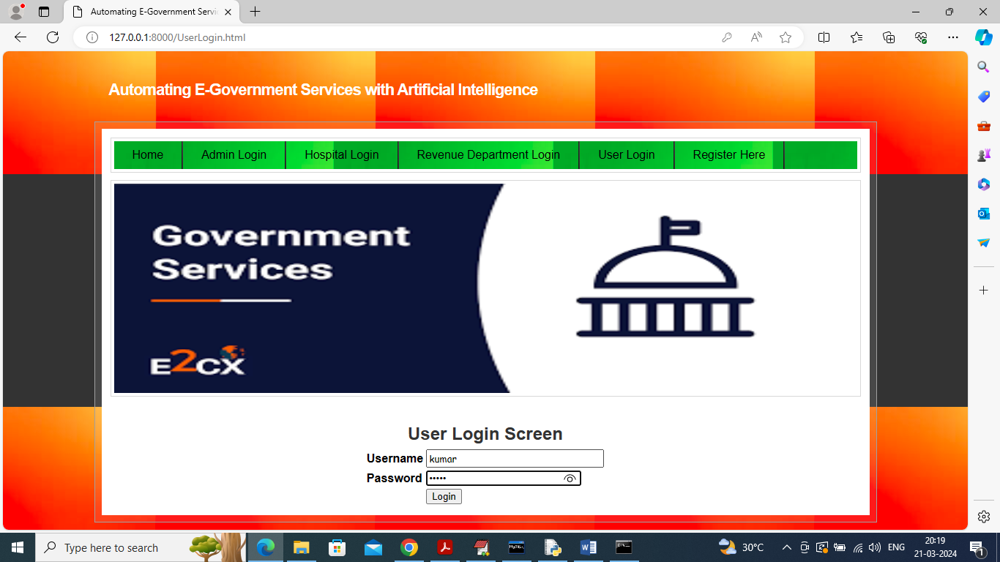 Automating E-Government Servic
127.0.0.1:8000/UserLogin.html
Automating E-Government Services with Artificial Intelligence
Home Admin Login Hospital Login Revenue Department Login User Login Register Here
Government
Services
E2CX
User Login Screen
Username kumar
Password •••••
Login
Type here to search
30°C
ENG
20:19
21-03-2024
1